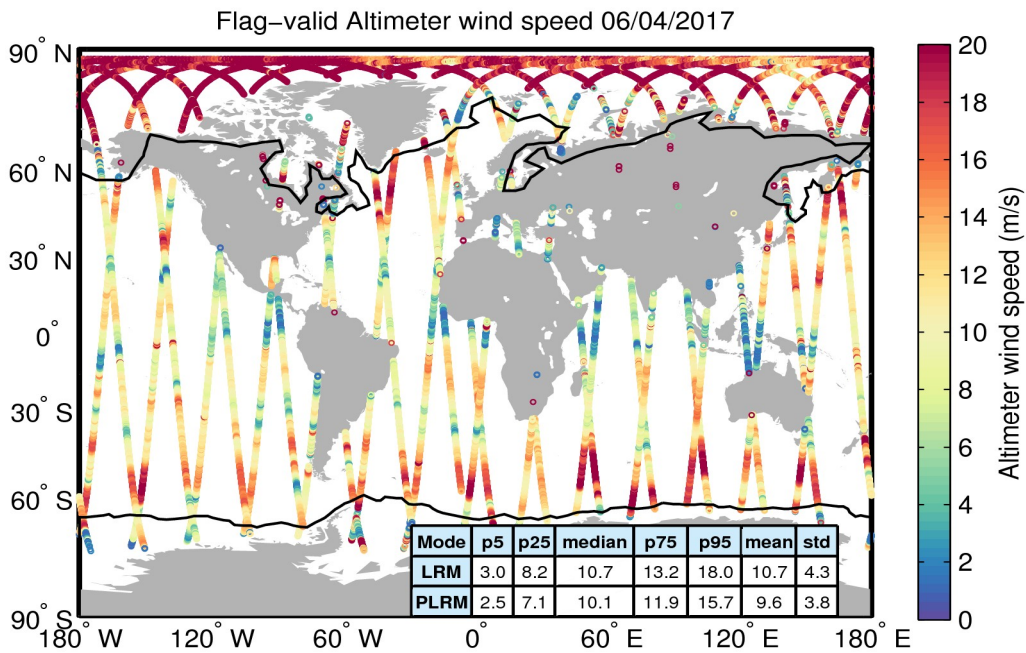 Flag−valid Altimeter wind speed 06/04/2017
90° N
60° N
30° N
0°
30° S
60° S
90° S
180° W
120° W
60° W
0°
60° E
120° E
180° E
Mode p5 p25 median p75 p95 mean std
LRM 3.0 8.2 10.7 13.2 18.0 10.7 4.3
PLRM 2.5 7.1 10.1 11.9 15.7 9.6 3.8
20
18
16
14
12
10
8
6
4
2
0
Altimeter wind speed (m/s)